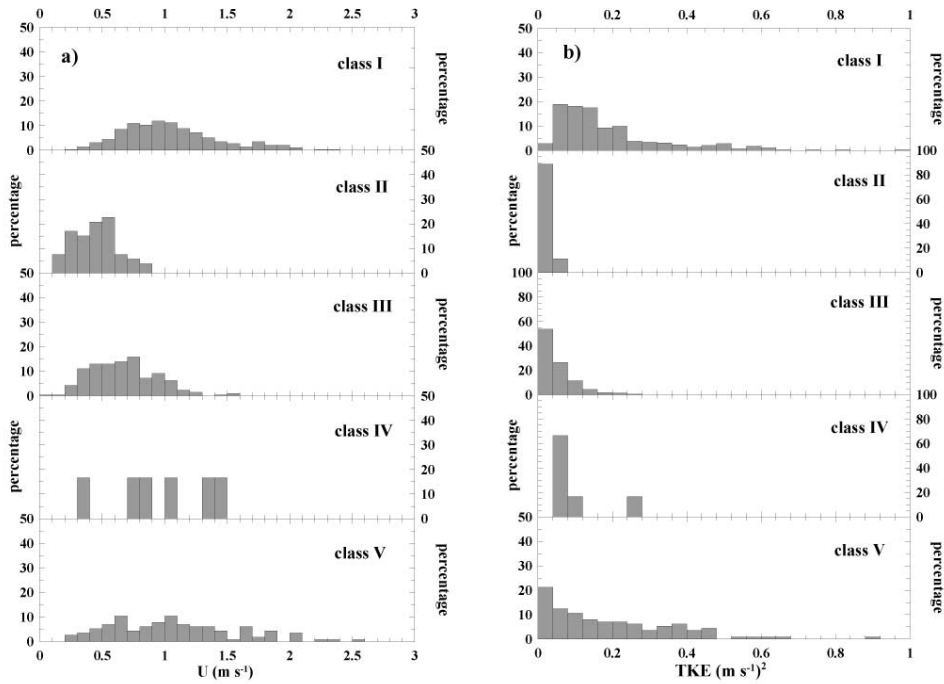 0 0.5 1 1.5 2 2.5 3
50 40 30 20 10 0
a)
class I
percentage
50 40 30 20 10 0
class II
percentage
50 40 30 20 10 0
class III
percentage
50 40 30 20 10 0
class IV
percentage
50 40 30 20 10 0
class V
percentage
0 0.5 1 1.5 2 2.5 3
U (m s-1)
0 0.2 0.4 0.6 0.8 1
50 40 30 20 10 0
b)
class I
percentage
100 80 60 40 20 0
class II
percentage
100 80 60 40 20 0
class III
percentage
100 80 60 40 20 0
class IV
percentage
50 40 30 20 10 0
class V
percentage
0 0.2 0.4 0.6 0.8 1
TKE (m s-1)2